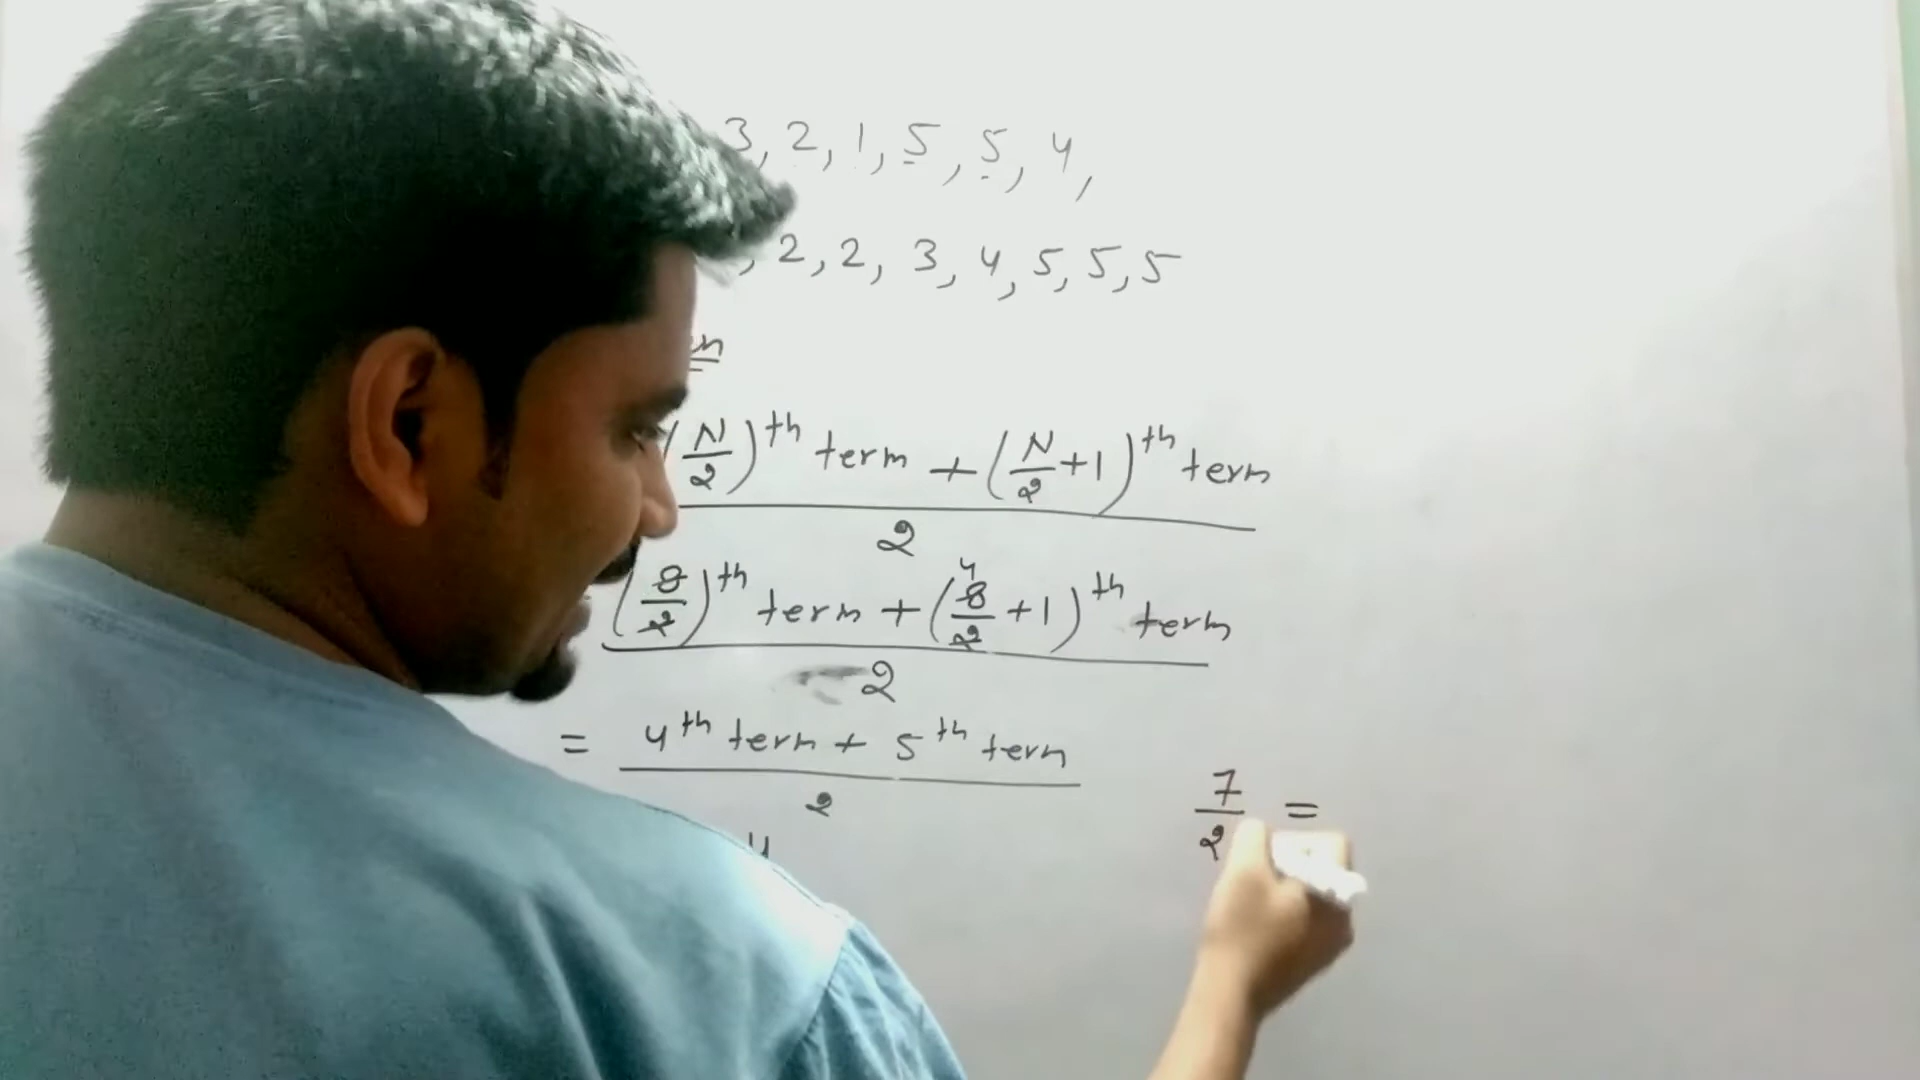 3, 2, 1, 5, 5, 4,
, 2, 2, 3, 4, 5, 5, 5
(N/2)th term + (N/2 + 1)th term
2
(8/2)th term + (8/2 + 1)th term
4
2
= 4th term + 5th term
2
7/2 =
4